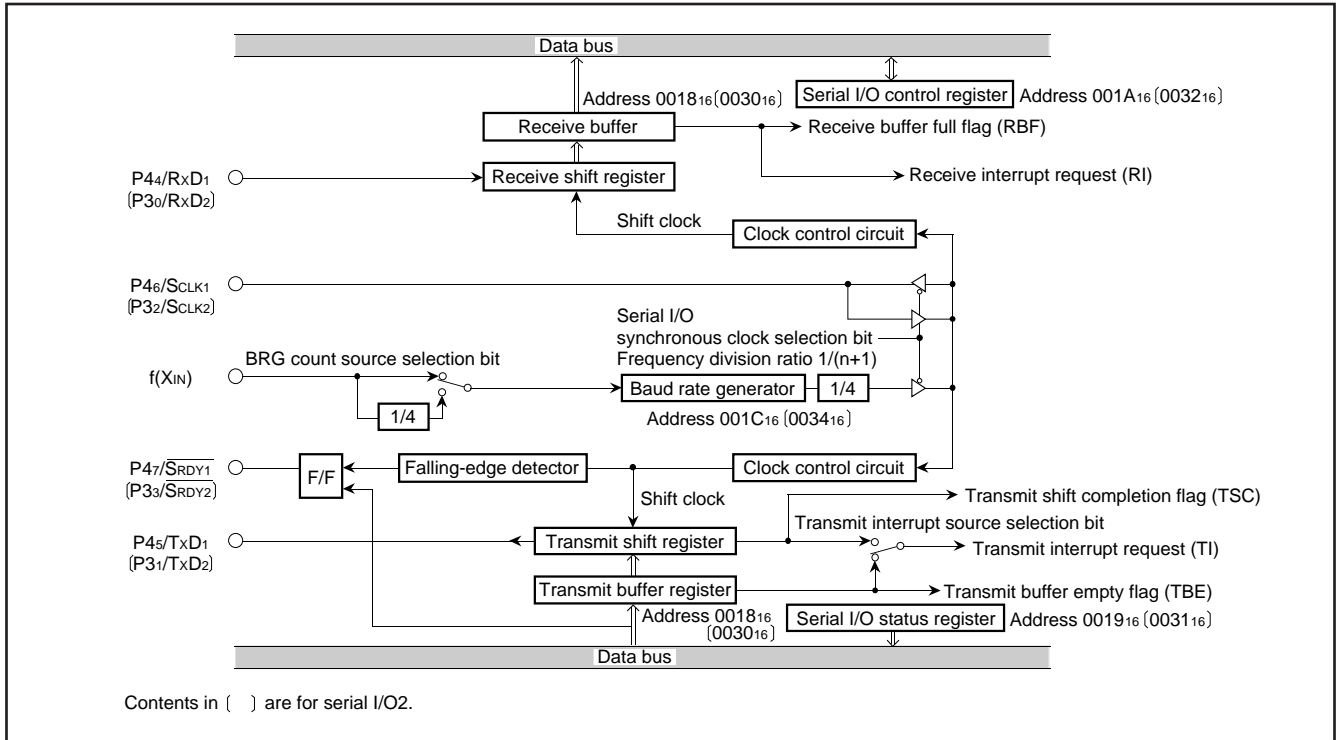 Data bus
Address 001816〔003016〕
Serial I/O control register
Address 001A16〔003216〕
Receive buffer
Receive buffer full flag (RBF)
P44/RXD1
〔P30/RXD2〕
Receive shift register
Receive interrupt request (RI)
Shift clock
Clock control circuit
P46/SCLK1
〔P32/SCLK2〕
Serial I/O
synchronous clock selection bit
Frequency division ratio 1/(n+1)
BRG count source selection bit
f(XIN)
Baud rate generator
1/4
1/4
Address 001C16〔003416〕
P47/SRDY1
〔P33/SRDY2〕
F/F
Falling-edge detector
Clock control circuit
Shift clock
Transmit shift completion flag (TSC)
Transmit interrupt source selection bit
P45/TXD1
〔P31/TXD2〕
Transmit shift register
Transmit interrupt request (TI)
Transmit buffer register
Transmit buffer empty flag (TBE)
Address 001816
〔003016〕
Serial I/O status register
Address 001916〔003116〕
Data bus
Contents in〔 〕are for serial I/O2.